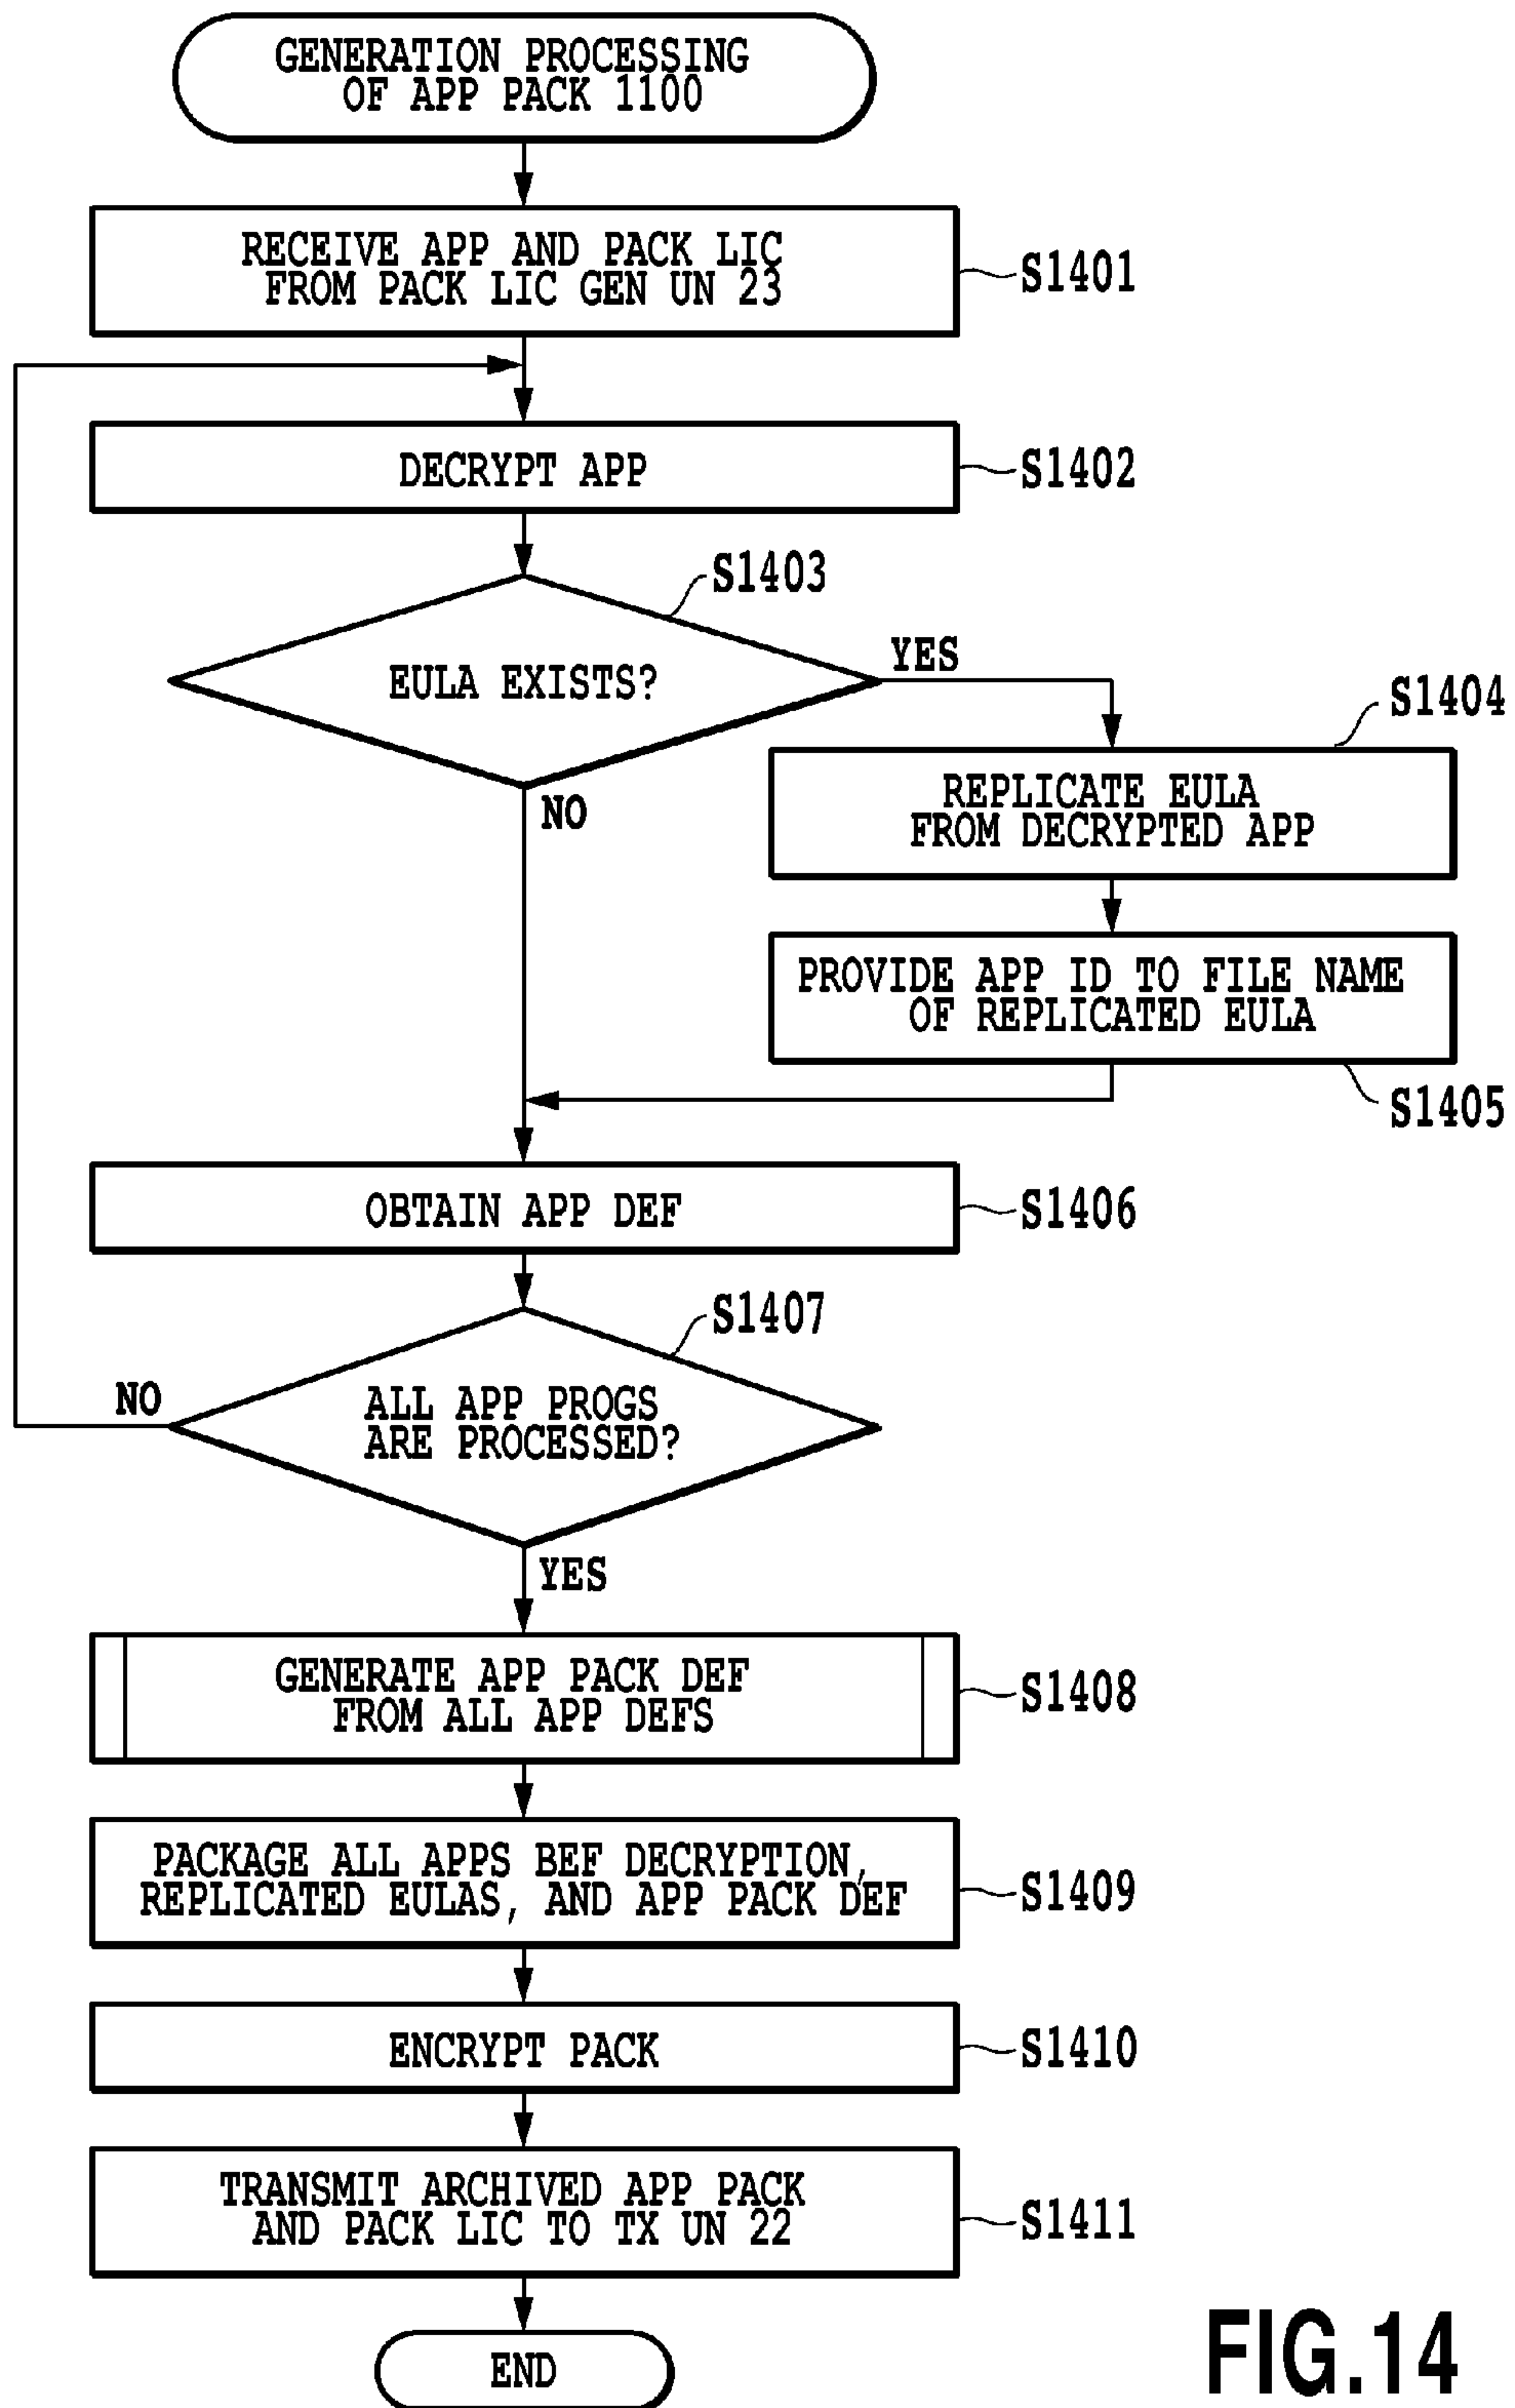 GENERATION PROCESSING
OF APP PACK 1100
RECEIVE APP AND PACK LIC
FROM PACK LIC GEN UN 23
S1401
DECRYPT APP
S1402
S1403
EULA EXISTS?
YES
NO
S1404
REPLICATE EULA
FROM DECRYPTED APP
PROVIDE APP ID TO FILE NAME
OF REPLICATED EULA
S1405
OBTAIN APP DEF
S1406
S1407
NO
ALL APP PROGS
ARE PROCESSED?
YES
GENERATE APP PACK DEF
FROM ALL APP DEFS
S1408
PACKAGE ALL APPS BEF DECRYPTION,
REPLICATED EULAS, AND APP PACK DEF
S1409
ENCRYPT PACK
S1410
TRANSMIT ARCHIVED APP PACK
AND PACK LIC TO TX UN 22
S1411
END
FIG.14